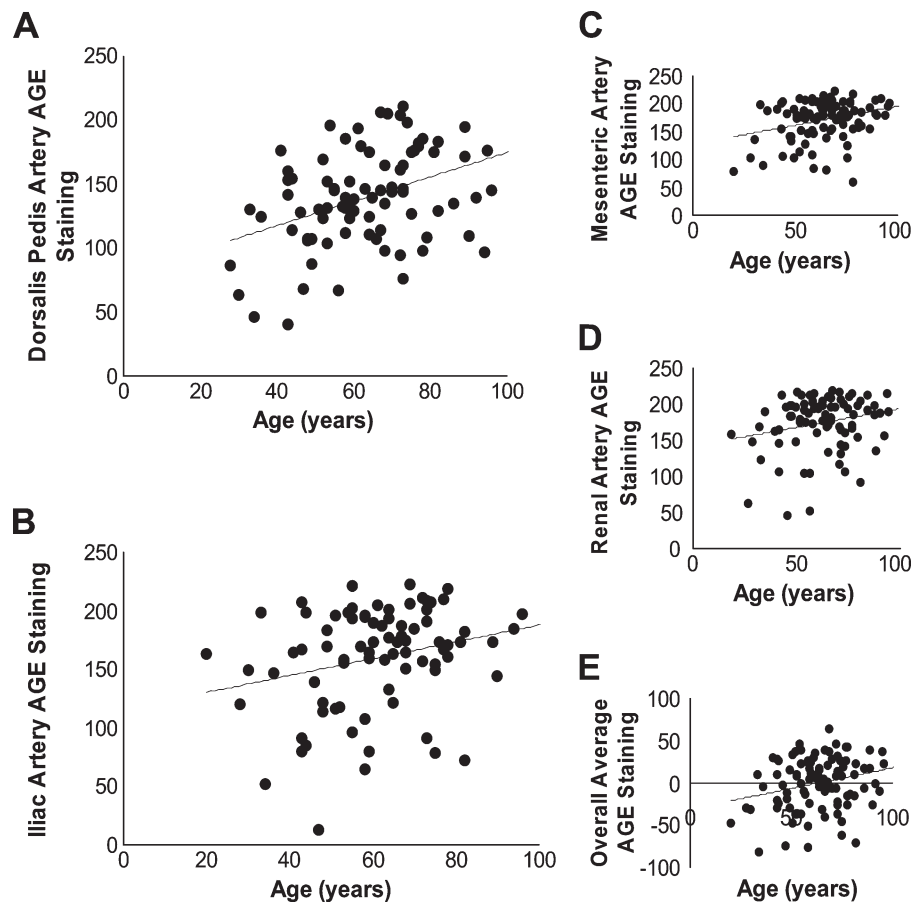 A
Dorsalis Pedis Artery AGE
Staining
250
200
150
100
50
0
0 20 40 60 80 100
Age (years)
B
Iliac Artery AGE Staining
250
200
150
100
50
0
0 20 40 60 80 100
Age (years)
C
Mesenteric Artery
AGE Staining
250
200
150
100
50
0
0 50 100
Age (years)
D
Renal Artery AGE
Staining
250
200
150
100
50
0
0 50 100
Age (years)
E
Overall Average
AGE Staining
100
50
0
-50
-100
0 50 100
Age (years)